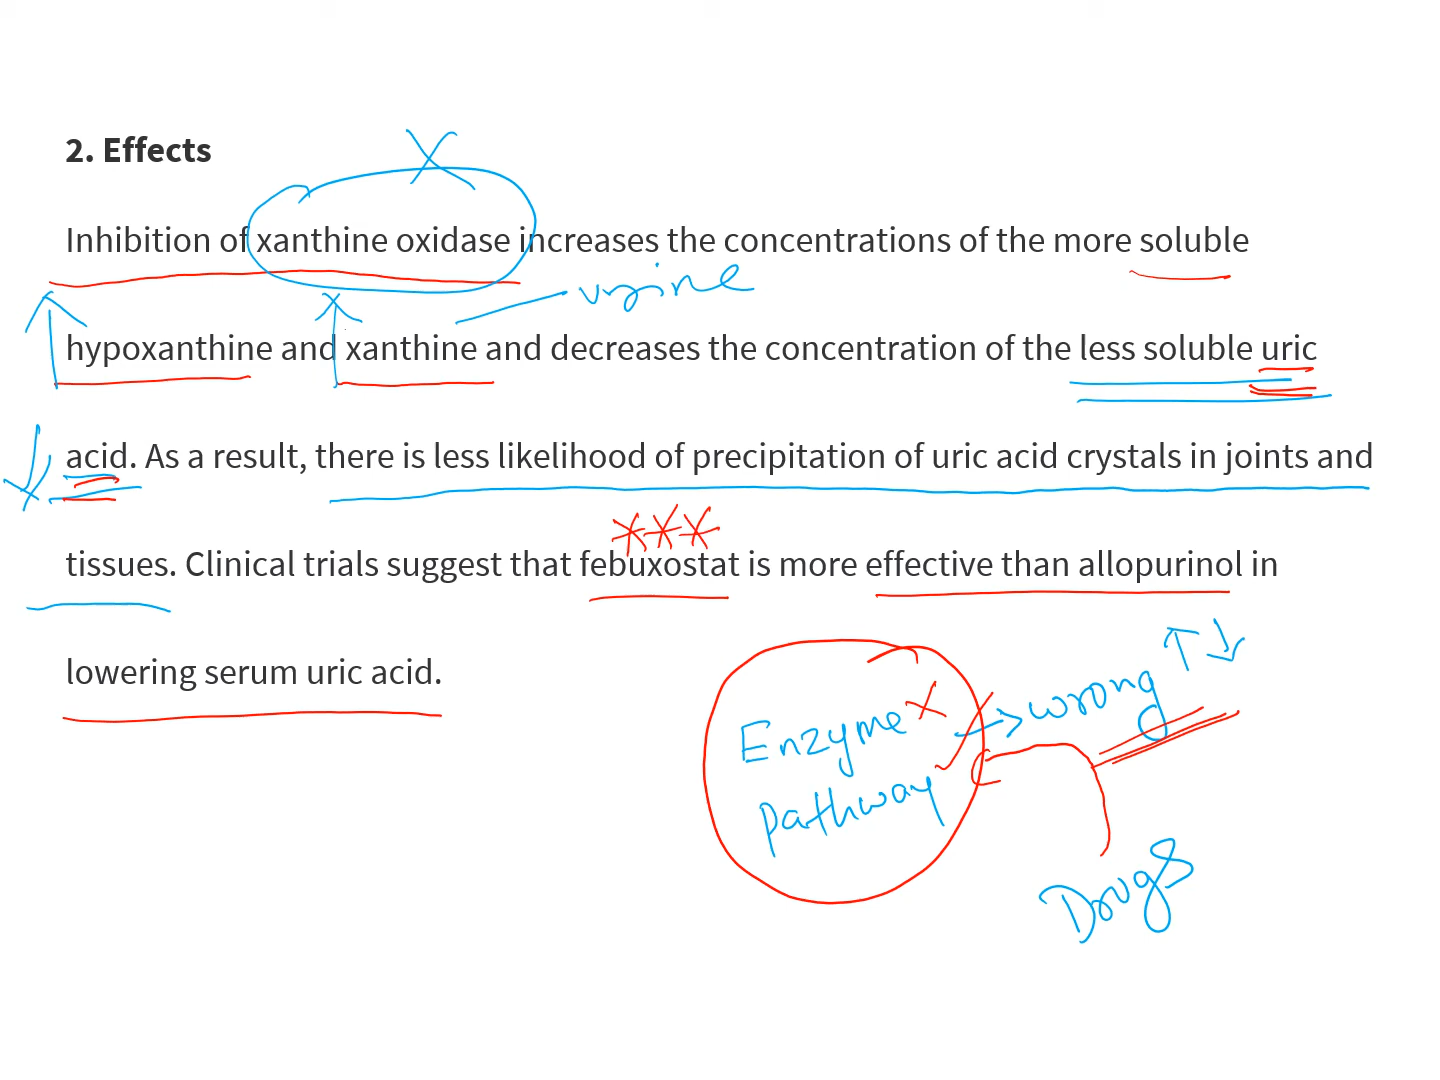 2. Effects
Inhibition of xanthine oxidase increases the concentrations of the more soluble
urine
hypoxanthine and xanthine and decreases the concentration of the less soluble uric
acid. As a result, there is less likelihood of precipitation of uric acid crystals in joints and
tissues. Clinical trials suggest that febuxostat is more effective than allopurinol in
lowering serum uric acid.
Enzyme → wrong ↑↓
Pathway
Drugs